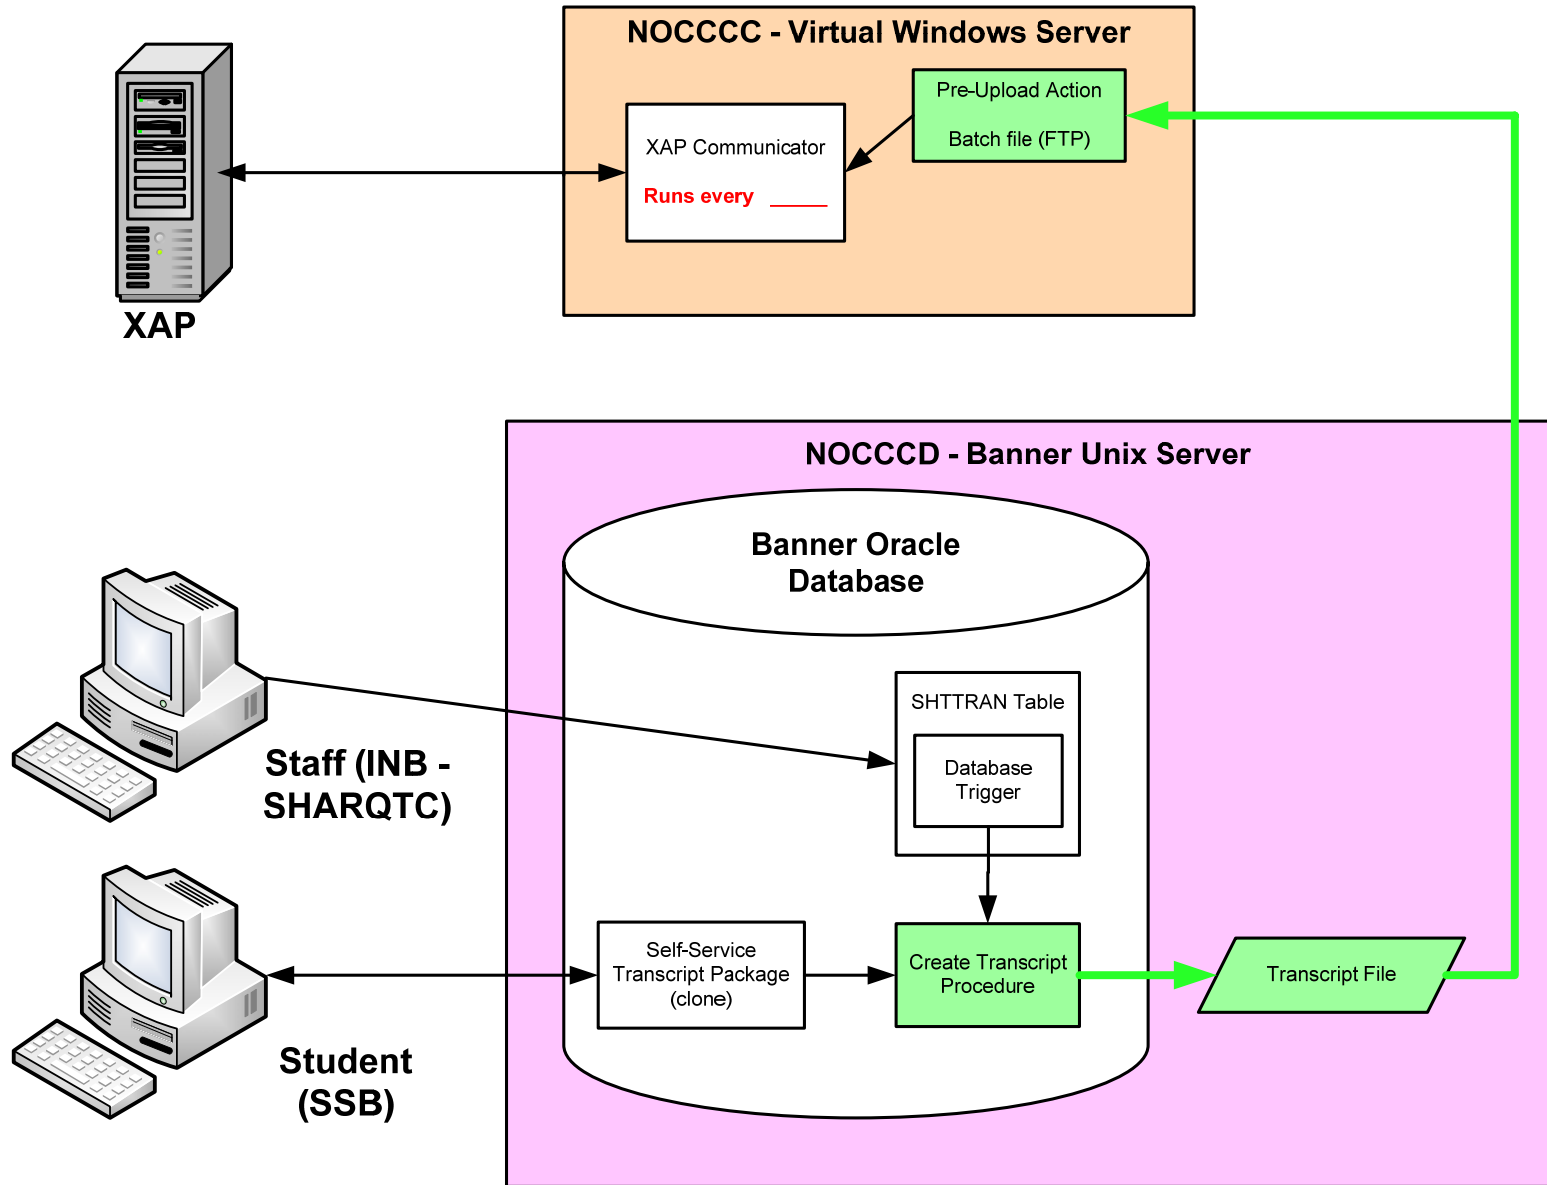 NOCCCC - Virtual Windows Server
Pre-Upload Action
Batch file (FTP)
XAP Communicator
Runs every _____
XAP
NOCCCD - Banner Unix Server
Banner Oracle
Database
SHTTRAN Table
Database
Trigger
Staff (INB -
SHARQTC)
Self-Service
Transcript Package
(clone)
Create Transcript
Procedure
Transcript File
Student
(SSB)